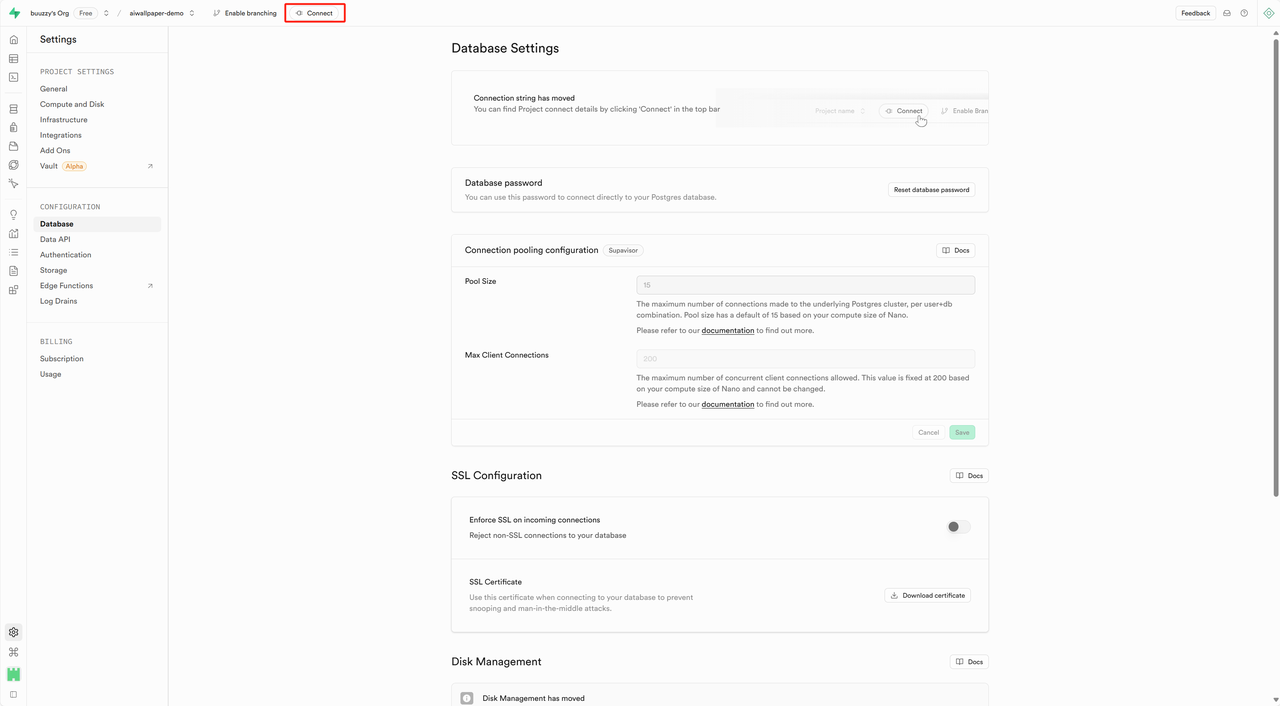 buuzzy's Org Free / aiwallpaper-demo Enable branching Connect Feedback
Settings
PROJECT SETTINGS
General
Compute and Disk
Infrastructure
Integrations
Add Ons
Vault Alpha
CONFIGURATION
Database
Data API
Authentication
Storage
Edge Functions
Log Drains
BILLING
Subscription
Usage
Database Settings
Connection string has moved
You can find Project connect details by clicking 'Connect' in the top bar
Project name Connect Enable Bran
Database password
You can use this password to connect directly to your Postgres database.
Reset database password
Connection pooling configuration Supavisor Docs
Pool Size
15
The maximum number of connections made to the underlying Postgres cluster, per user+db
combination. Pool size has a default of 15 based on your compute size of Nano.
Please refer to our documentation to find out more.
Max Client Connections
200
The maximum number of concurrent client connections allowed. This value is fixed at 200 based
on your compute size of Nano and cannot be changed.
Please refer to our documentation to find out more.
Cancel Save
SSL Configuration Docs
Enforce SSL on incoming connections
Reject non-SSL connections to your database
SSL Certificate
Use this certificate when connecting to your database to prevent
snooping and man-in-the-middle attacks.
Download certificate
Disk Management Docs
Disk Management has moved